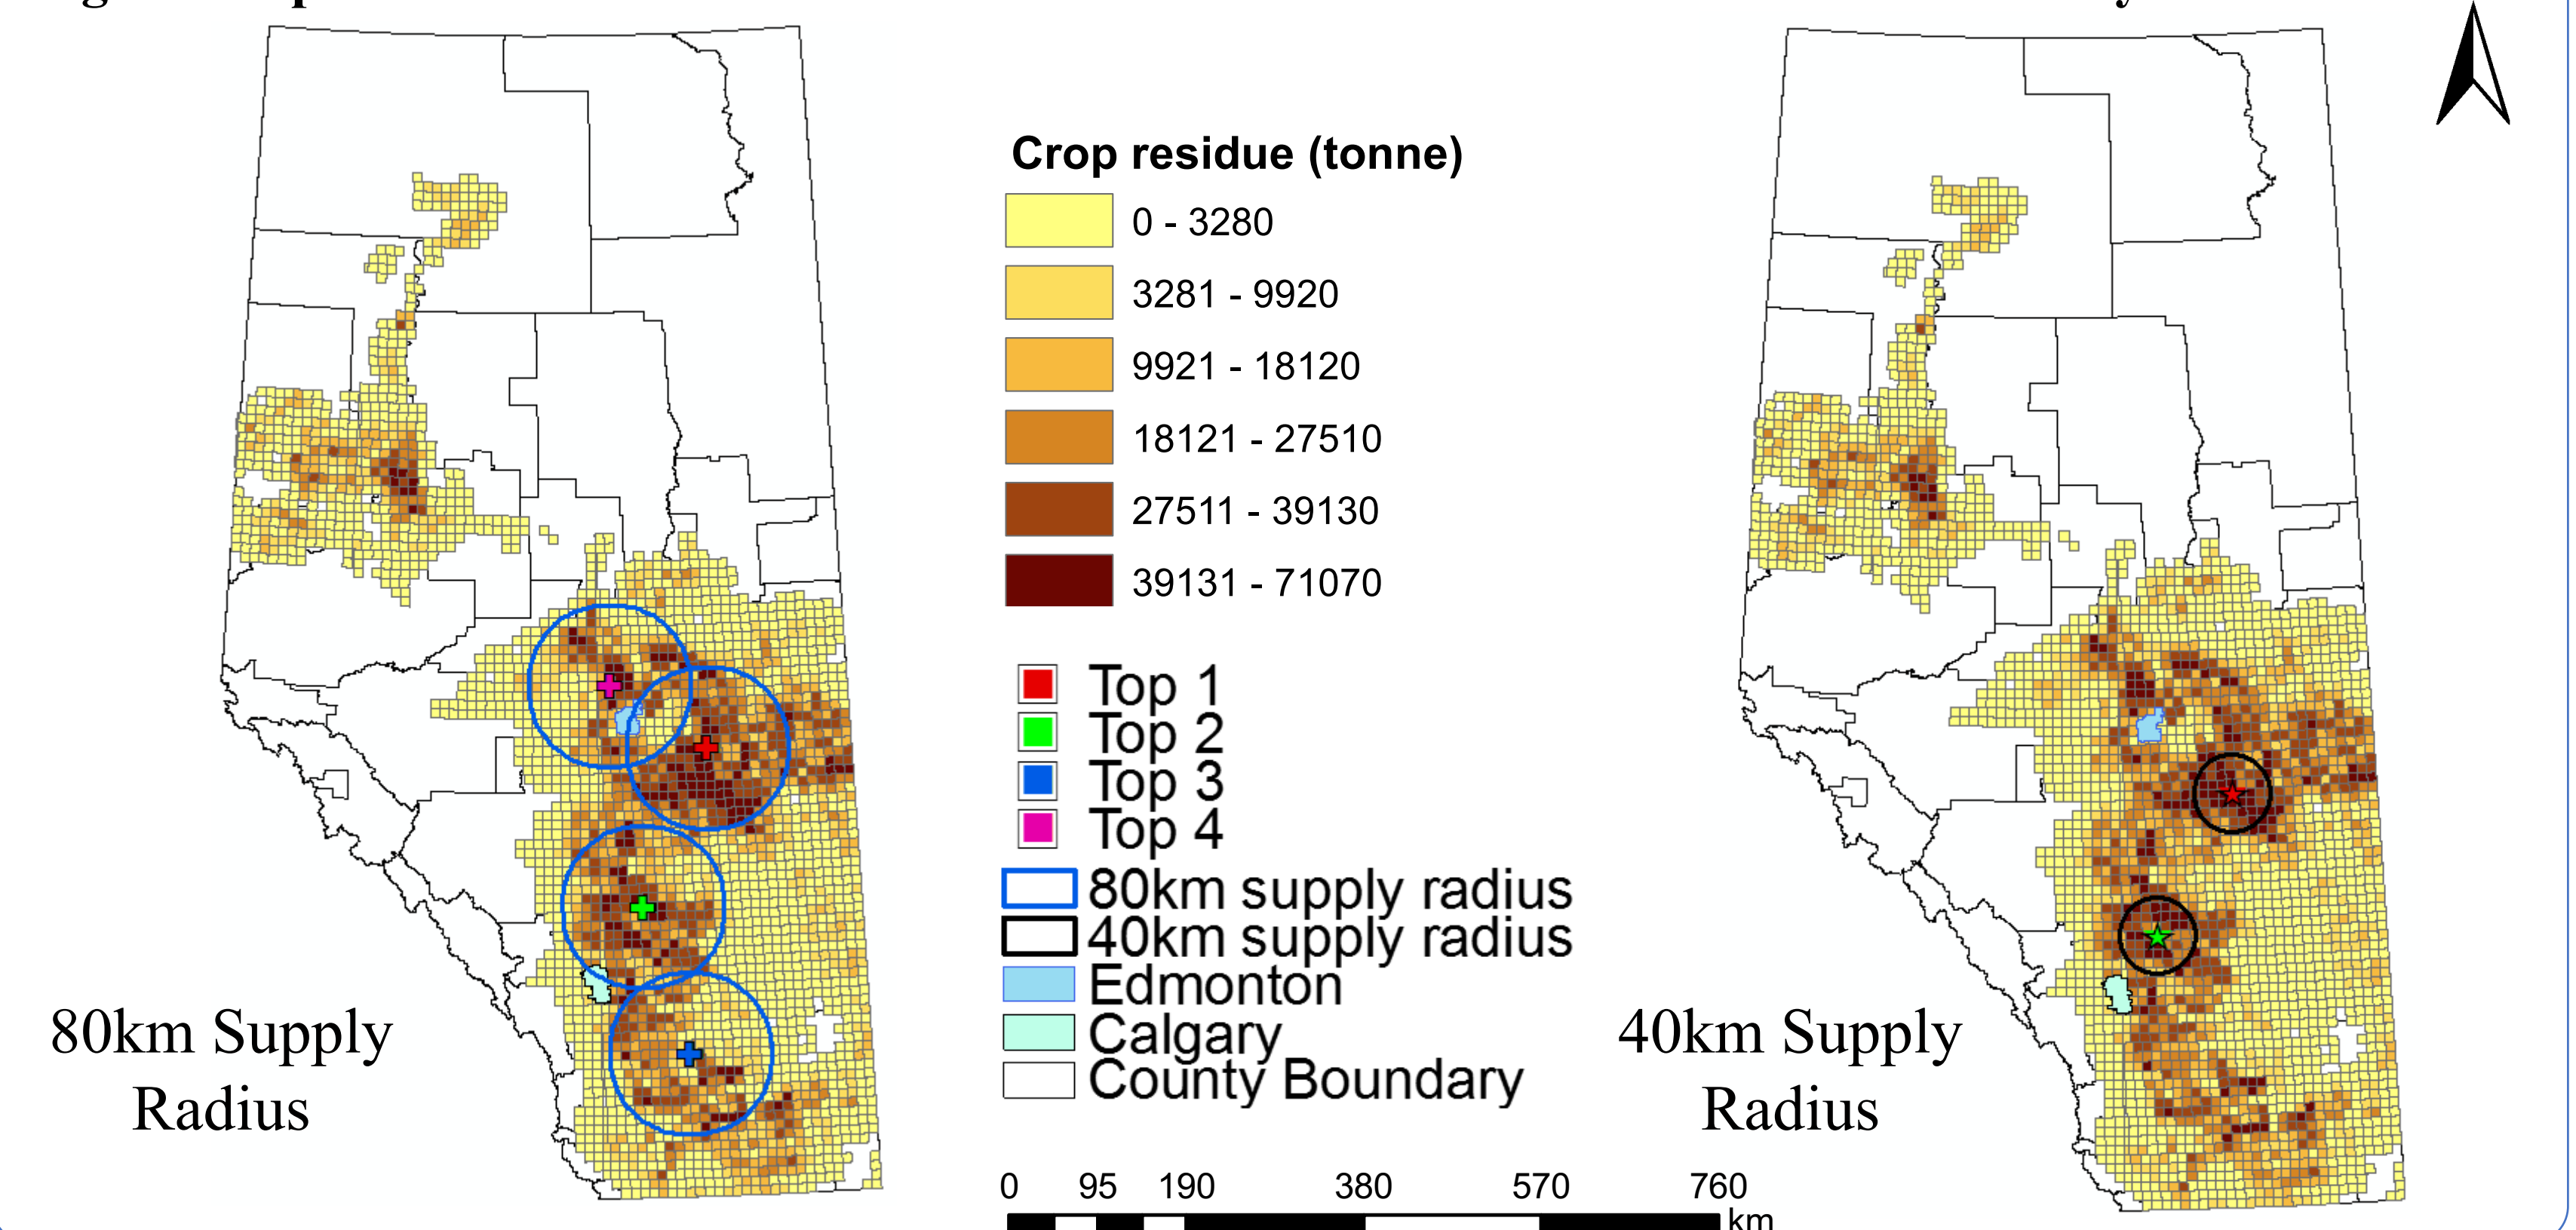 Crop residue (tonne)
0 - 3280
3281 - 9920
9921 - 18120
18121 - 27510
27511 - 39130
39131 - 71070
Top 1
Top 2
Top 3
Top 4
80km supply radius
40km supply radius
Edmonton
Calgary
County Boundary
80km Supply
Radius
40km Supply
Radius
0 95 190 380 570 760
km